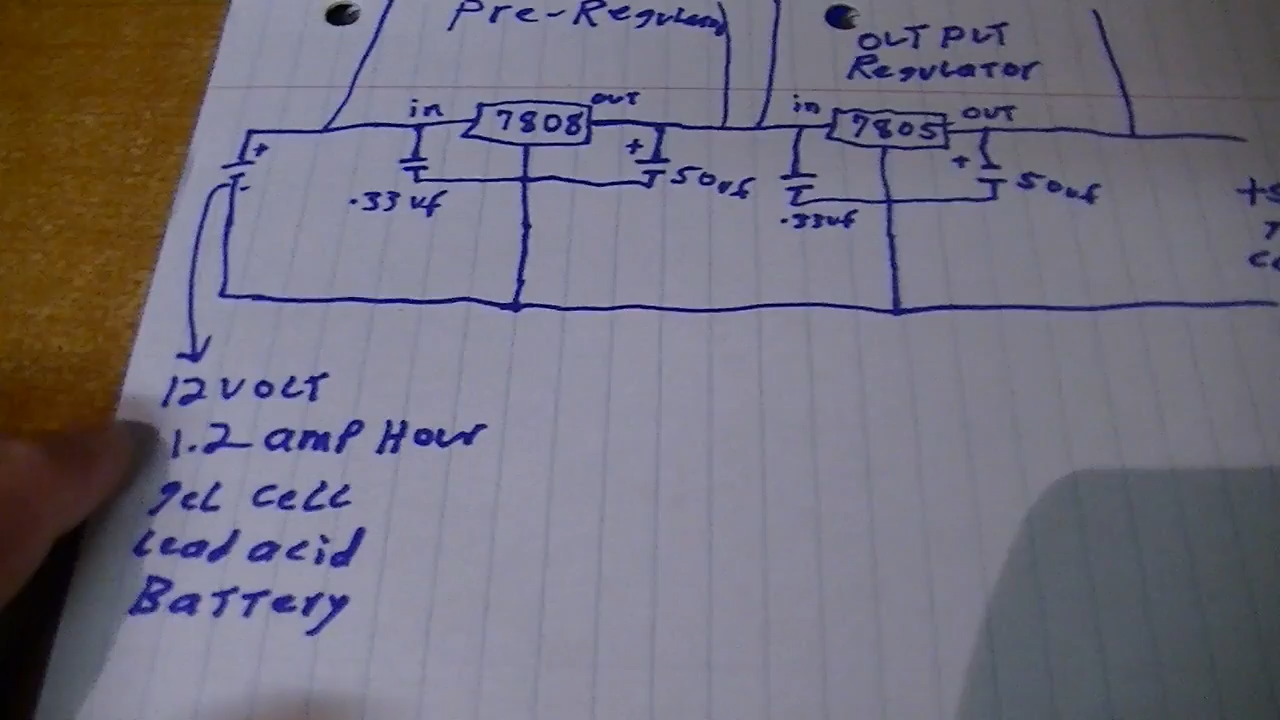 Pre-Regulator
OUTPUT
Regulator
in 7808 OUT
in 7805 OUT
+
+
+
-
.33uf
50uf
.33uf
50uf
12 VOLT
1.2 amp Hour
gel cell
Lead acid
Battery